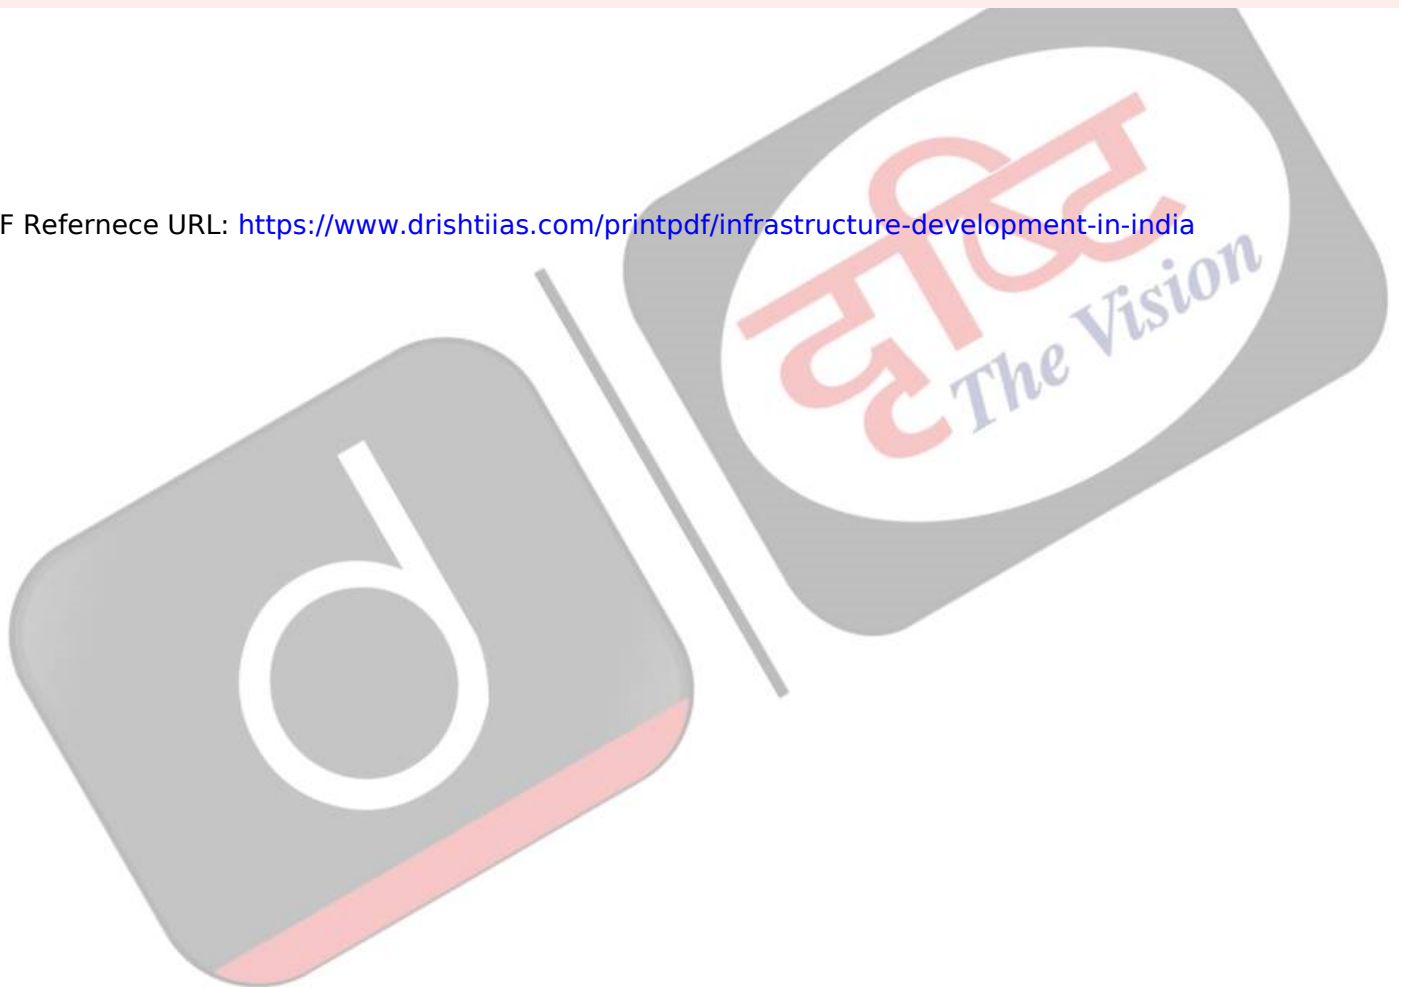 F Refernece URL: https://www.drishtiias.com/printpdf/infrastructure-development-in-india
दृष्टि
The Vision
d